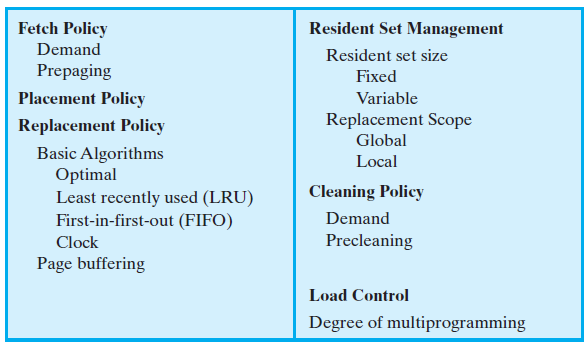 Fetch Policy
Demand
Prepaging
Placement Policy
Replacement Policy
Basic Algorithms
Optimal
Least recently used (LRU)
First-in-first-out (FIFO)
Clock
Page buffering
Resident Set Management
Resident set size
Fixed
Variable
Replacement Scope
Global
Local
Cleaning Policy
Demand
Precleaning
Load Control
Degree of multiprogramming